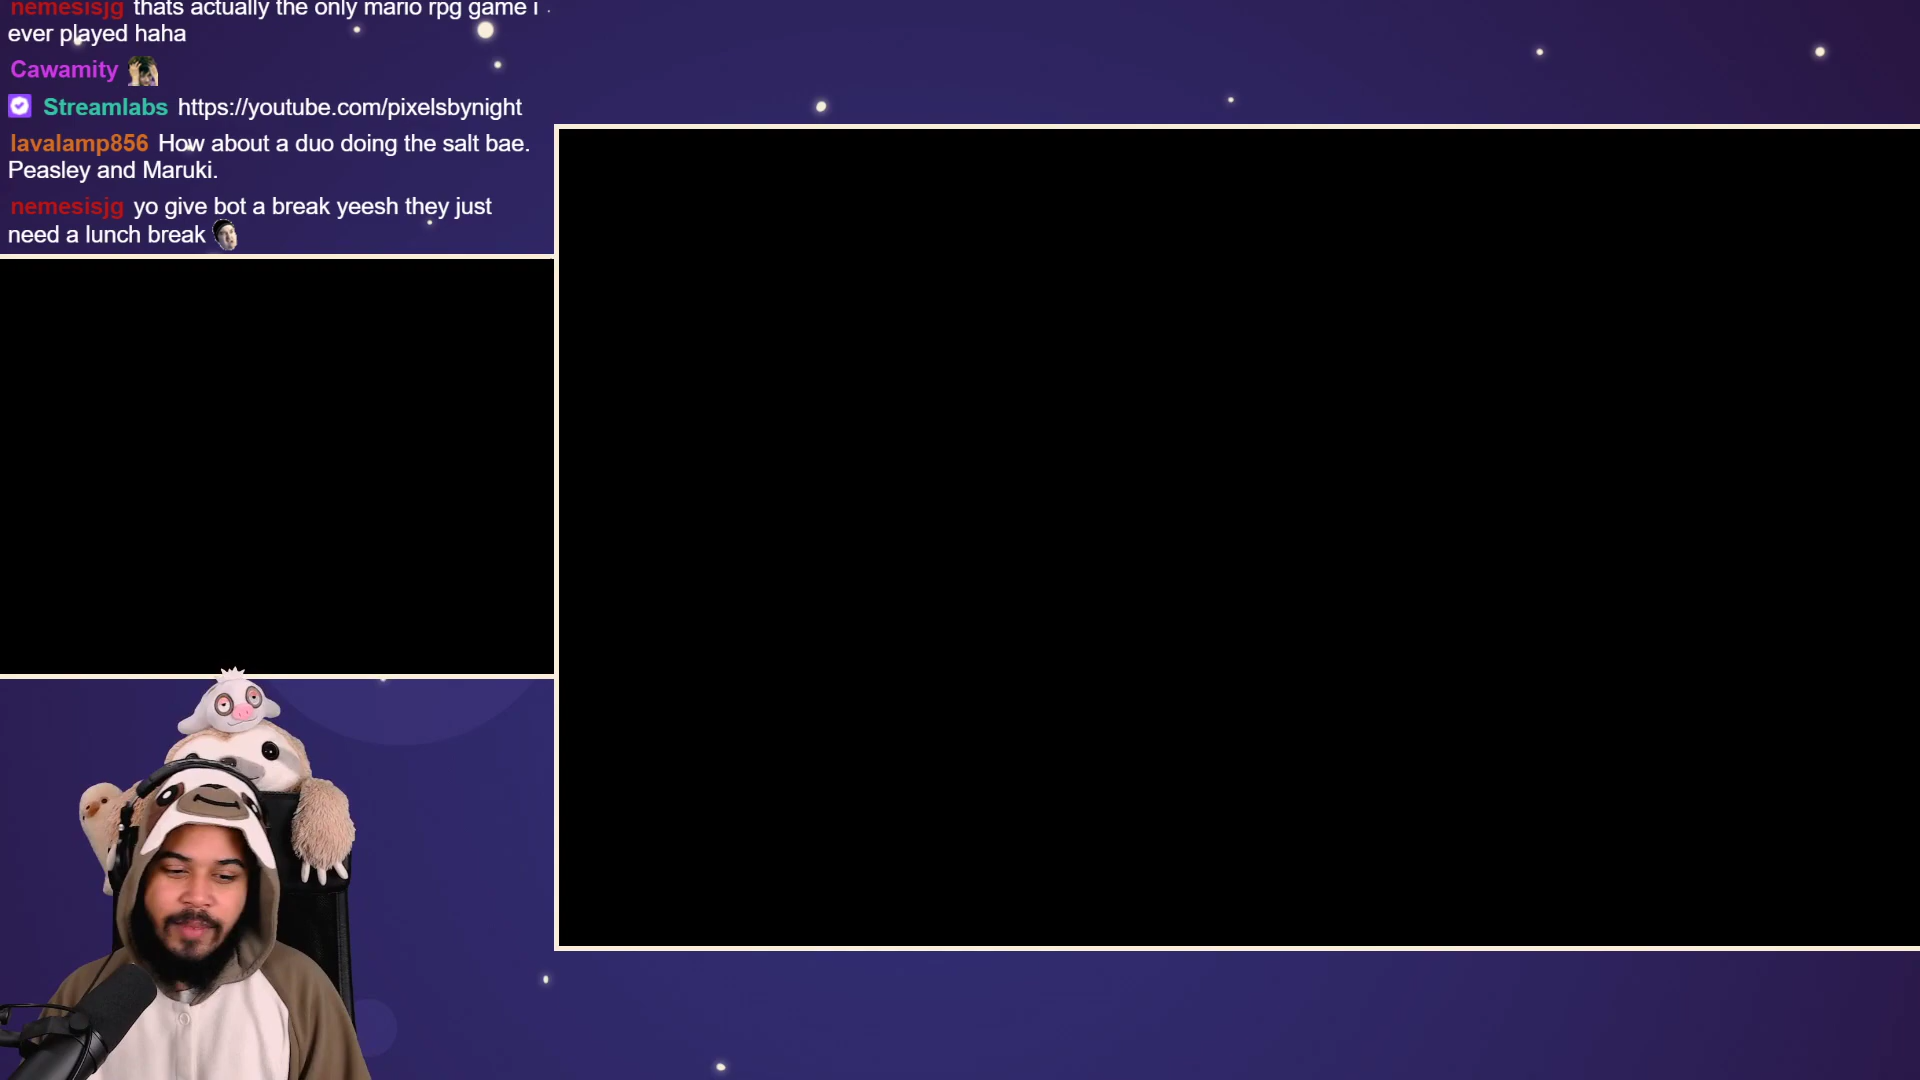 nemesisjg thats actually the only mario rpg game i
ever played haha
Cawamity
Streamlabs https://youtube.com/pixelsbynight
lavalamp856 How about a duo doing the salt bae.
Peasley and Maruki.
nemesisjg yo give bot a break yeesh they just
need a lunch break